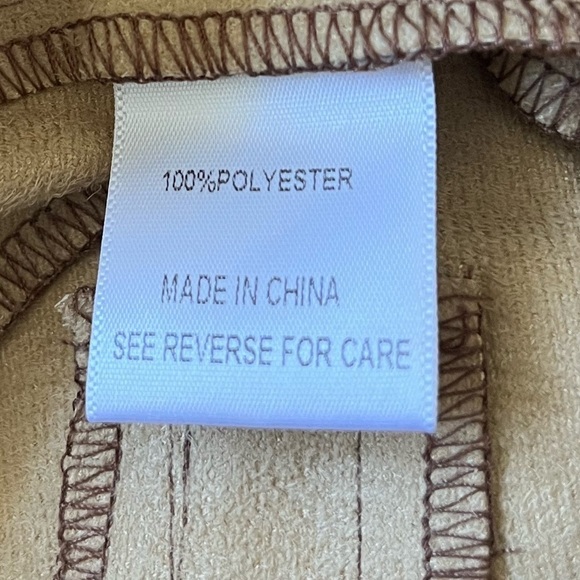 100%POLYESTER
MADE IN CHINA
SEE REVERSE FOR CARE